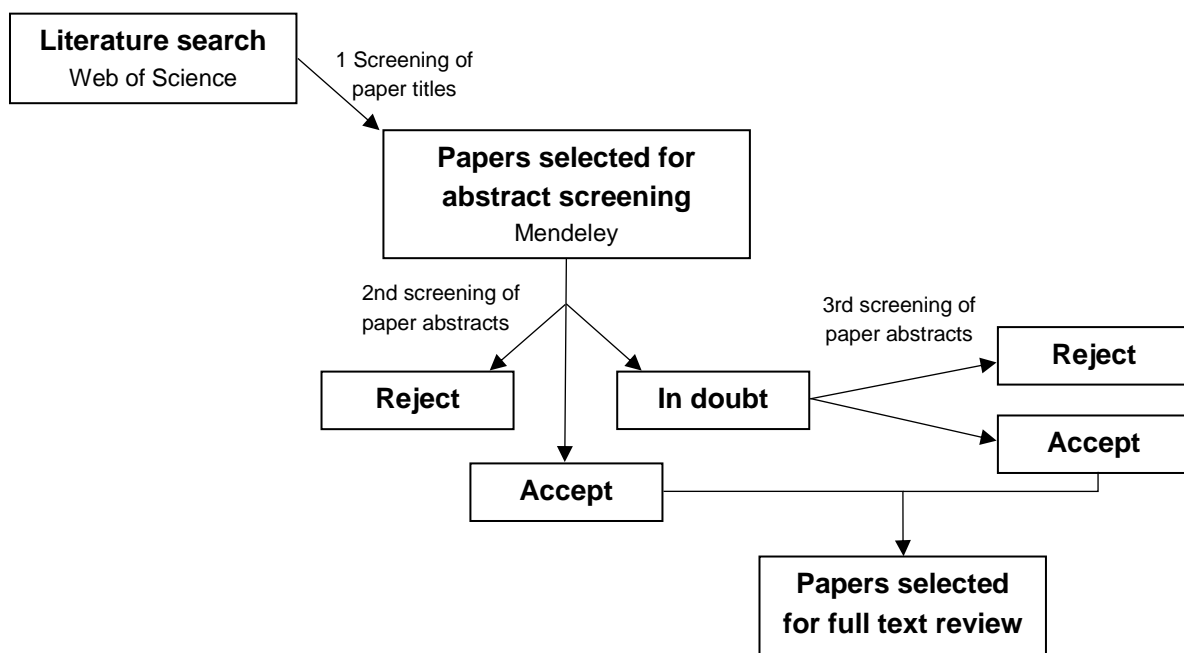 Literature search
Web of Science
1 Screening of
paper titles
Papers selected for
abstract screening
Mendeley
2nd screening of
paper abstracts
3rd screening of
paper abstracts
Reject
In doubt
Reject
Accept
Accept
Papers selected
for full text review